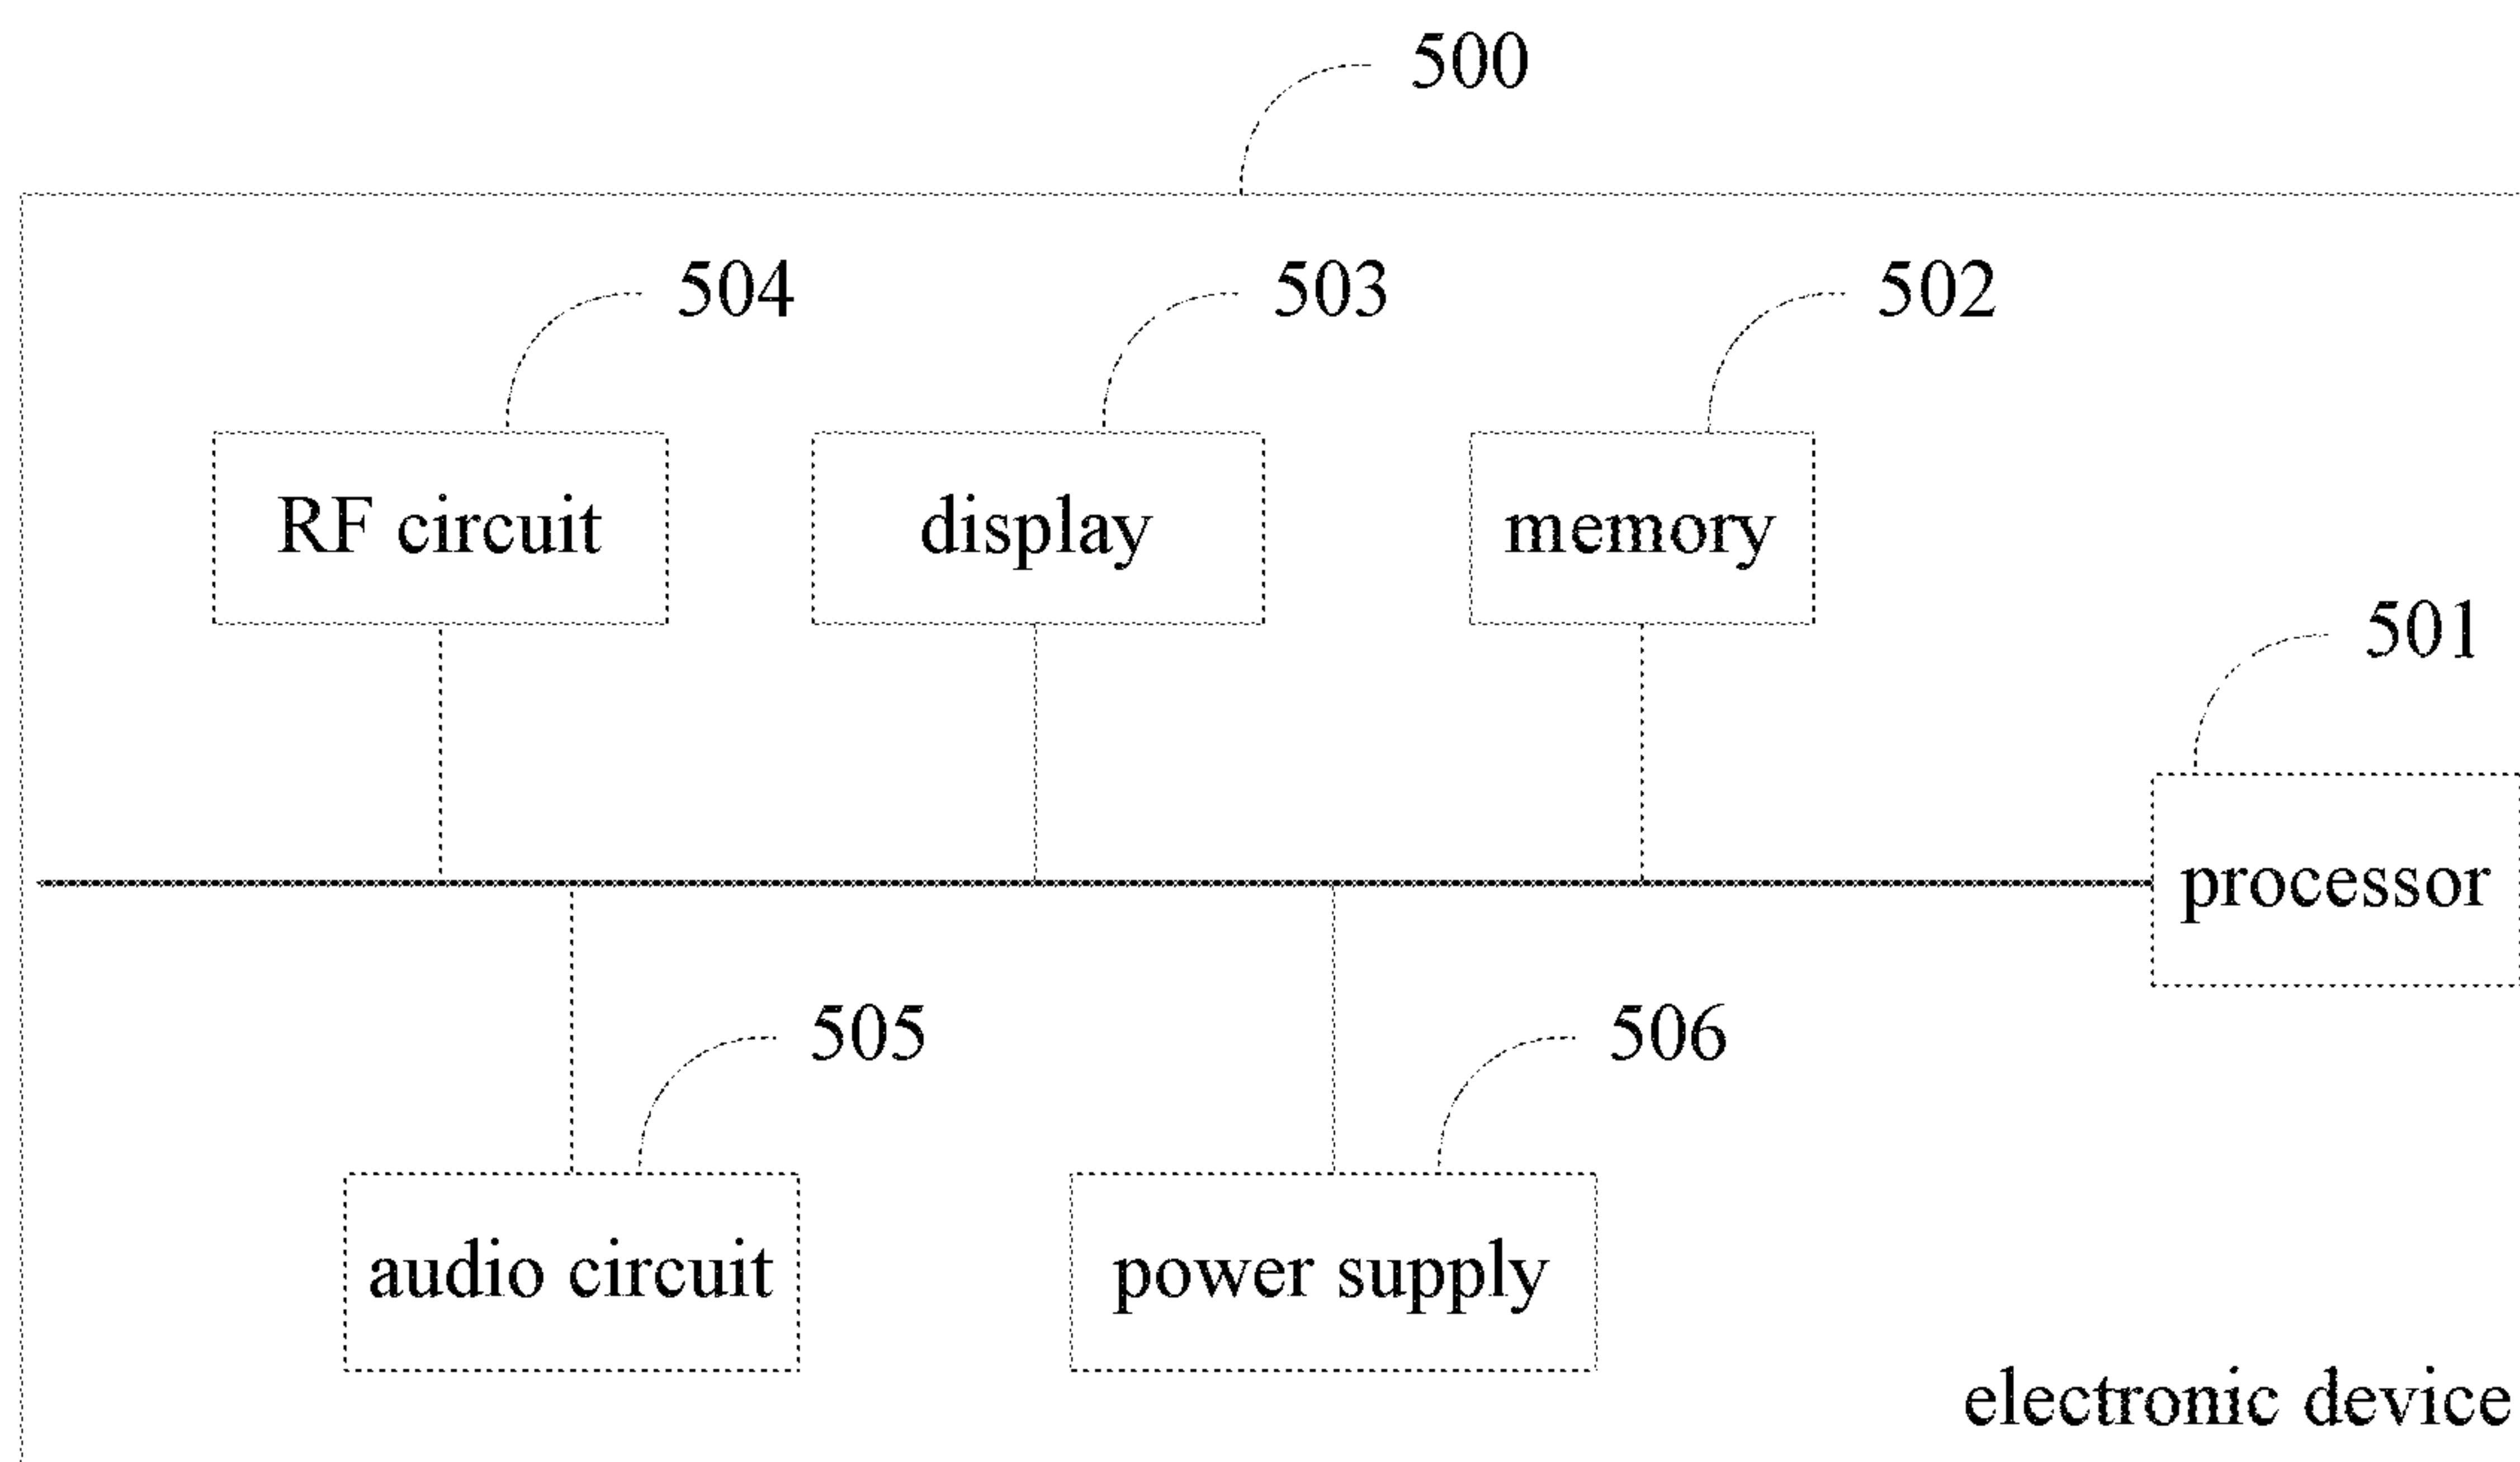 500
504
503
502
RF circuit
display
memory
501
processor
505
506
audio circuit
power supply
electronic device